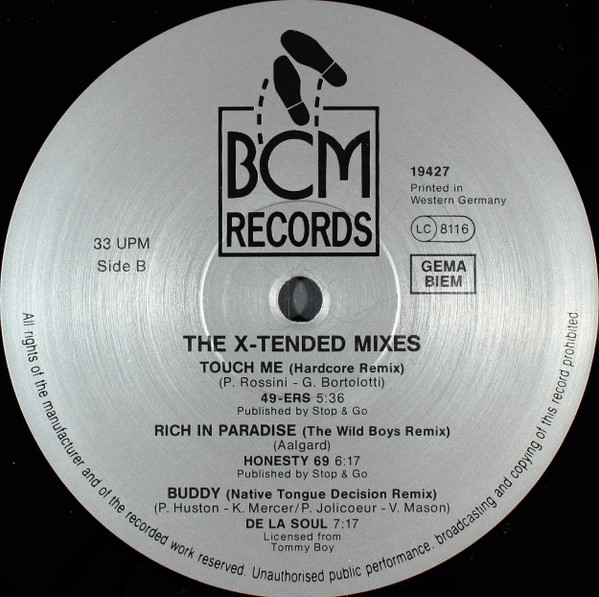 BCM
RECORDS
19427
Printed in
Western Germany
LC 8116
GEMA
BIEM
33 UPM
Side B
THE X-TENDED MIXES
TOUCH ME (Hardcore Remix)
(P. Rossini - G. Bortolotti)
49-ERS 5:36
Published by Stop & Go
RICH IN PARADISE (The Wild Boys Remix)
(Aalgard)
HONESTY 69 6:17
Published by Stop & Go
BUDDY (Native Tongue Decision Remix)
(P. Huston - K. Mercer/P. Jolicoeur - V. Mason)
DE LA SOUL 7:17
Licensed from
Tommy Boy
All rights of the manufacturer and of the recorded work reserved. Unauthorised public performance, broadcasting and copying of this record prohibited